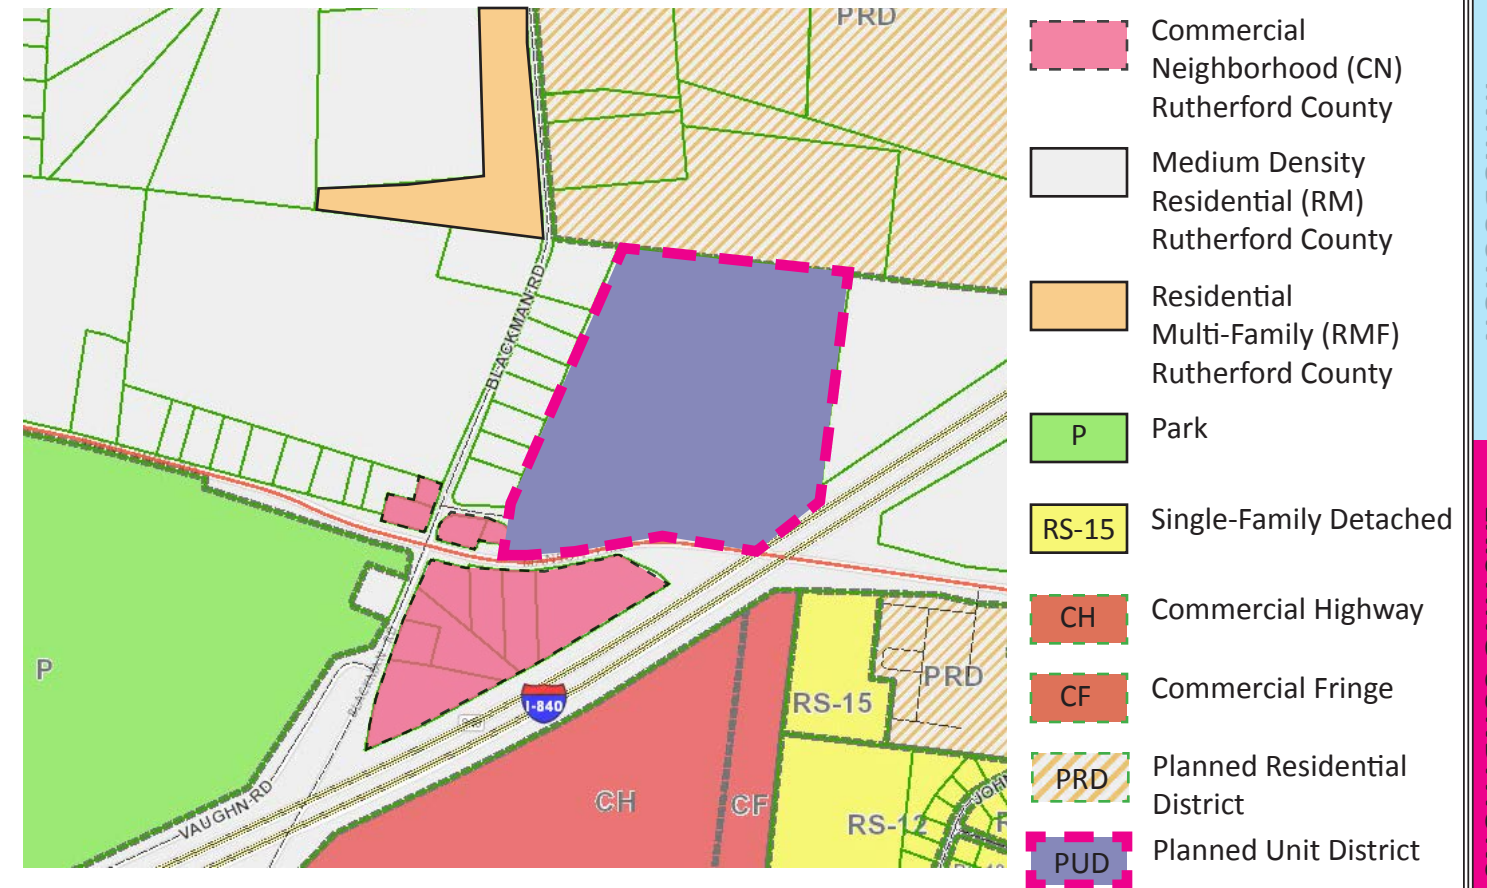 PRD
BLACKMAN RD
P
BLACKMAN
I-840
VAUGHN RD
CH
CF
RS-15
PRD
RS-12
Commercial
Neighborhood (CN)
Rutherford County
Medium Density
Residential (RM)
Rutherford County
Residential
Multi-Family (RMF)
Rutherford County
P
Park
RS-15
Single-Family Detached
CH
Commercial Highway
CF
Commercial Fringe
PRD
Planned Residential
District
PUD
Planned Unit District